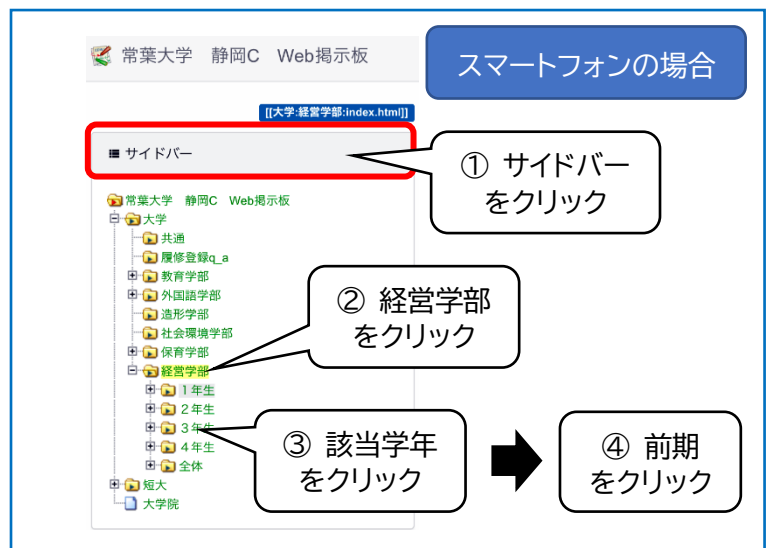 常葉大学　静岡C　Web掲示板
スマートフォンの場合
[[大学:経営学部:index.html]]
サイドバー
① サイドバー
をクリック
常葉大学　静岡C　Web掲示板
大学
共通
履修登録q_a
教育学部
外国語学部
造形学部
社会環境学部
保育学部
経営学部
1年生
2年生
3年生
4年生
全体
短大
大学院
② 経営学部
をクリック
③ 該当学年
をクリック
④ 前期
をクリック